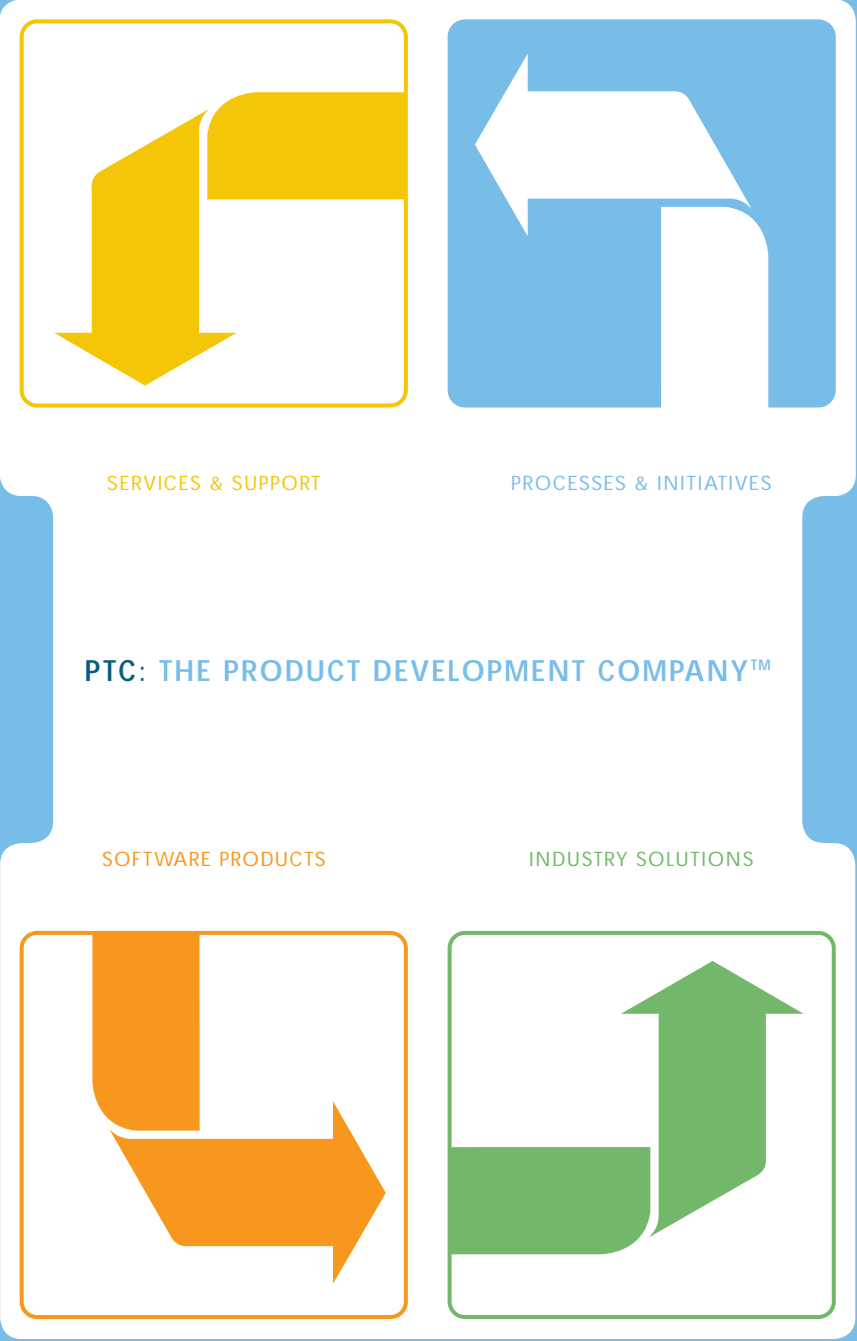 SERVICES & SUPPORT
PROCESSES & INITIATIVES
PTC: THE PRODUCT DEVELOPMENT COMPANY™
SOFTWARE PRODUCTS
INDUSTRY SOLUTIONS